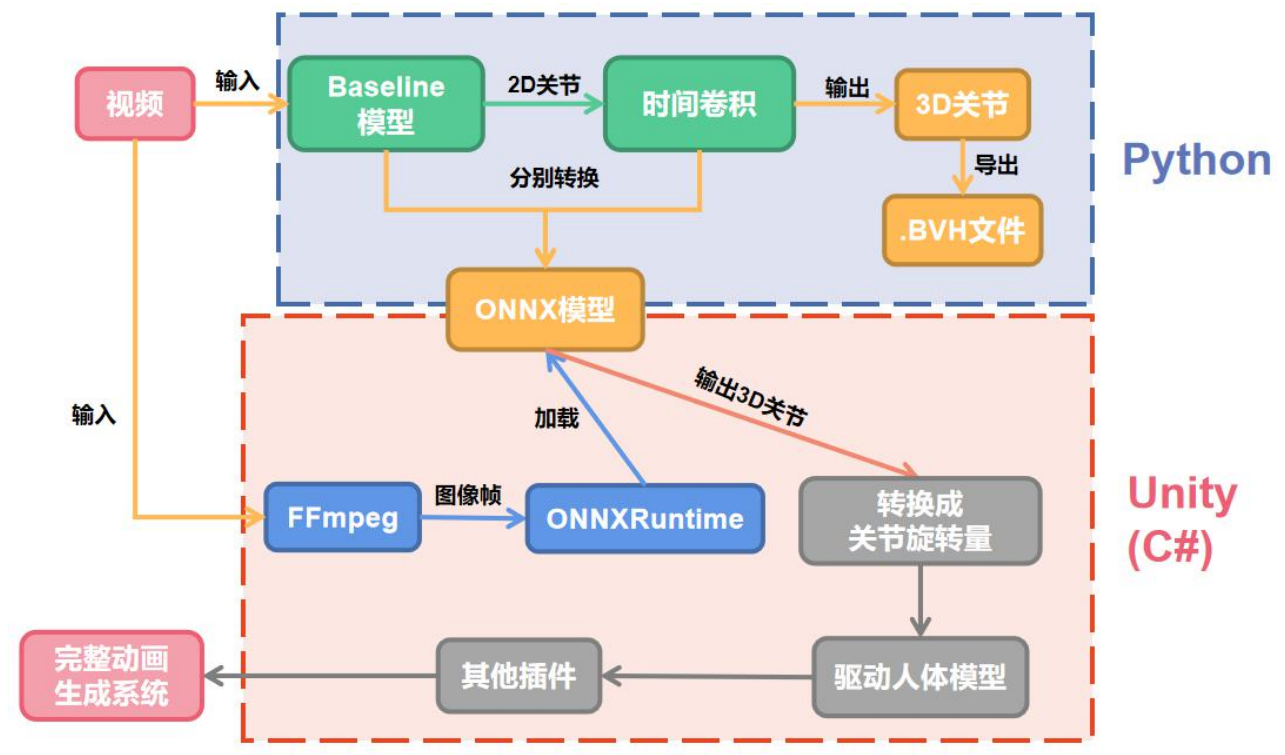 视频
输入
Baseline
模型
2D关节
时间卷积
输出
3D关节
导出
.BVH文件
分别转换
Python
ONNX模型
输入
加载
输出3D关节
FFmpeg
图像帧
ONNXRuntime
转换成
关节旋转量
Unity
(C#)
驱动人体模型
其他插件
完整动画
生成系统